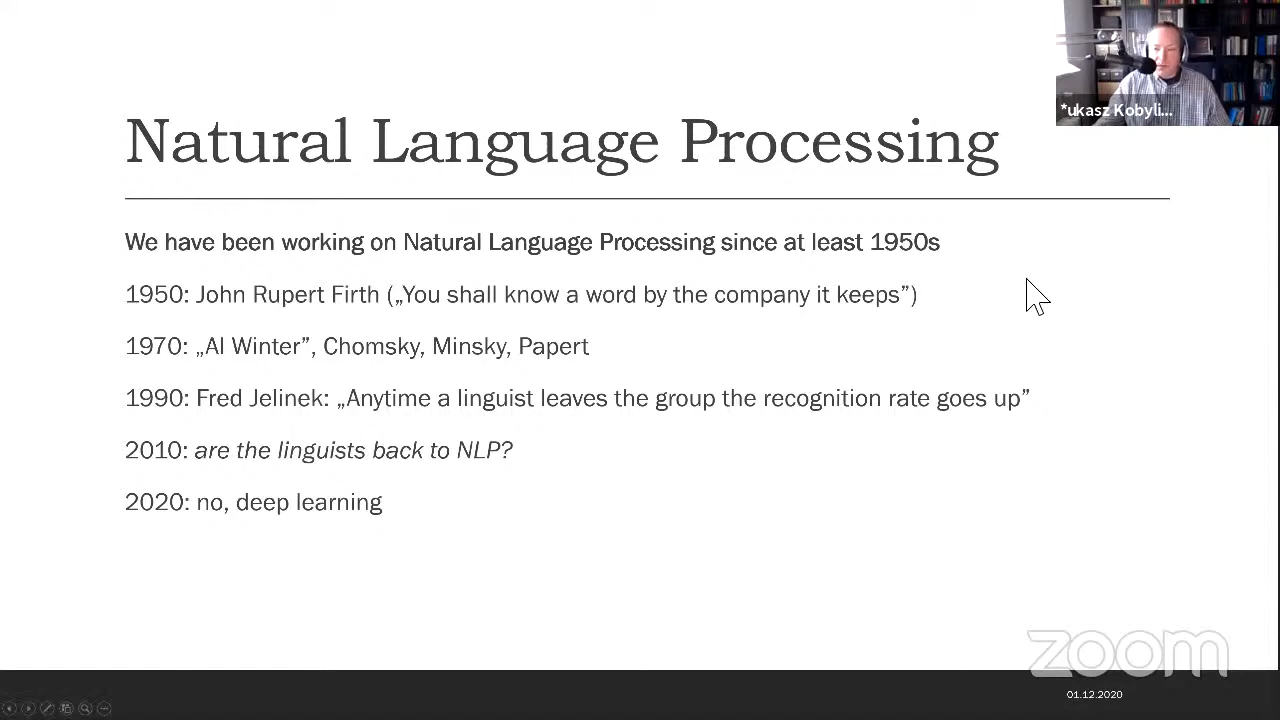 *ukasz Kobyli...
Natural Language Processing
We have been working on Natural Language Processing since at least 1950s
1950: John Rupert Firth („You shall know a word by the company it keeps”)
1970: „AI Winter”, Chomsky, Minsky, Papert
1990: Fred Jelinek: „Anytime a linguist leaves the group the recognition rate goes up”
2010: are the linguists back to NLP?
2020: no, deep learning
zoom
01.12.2020